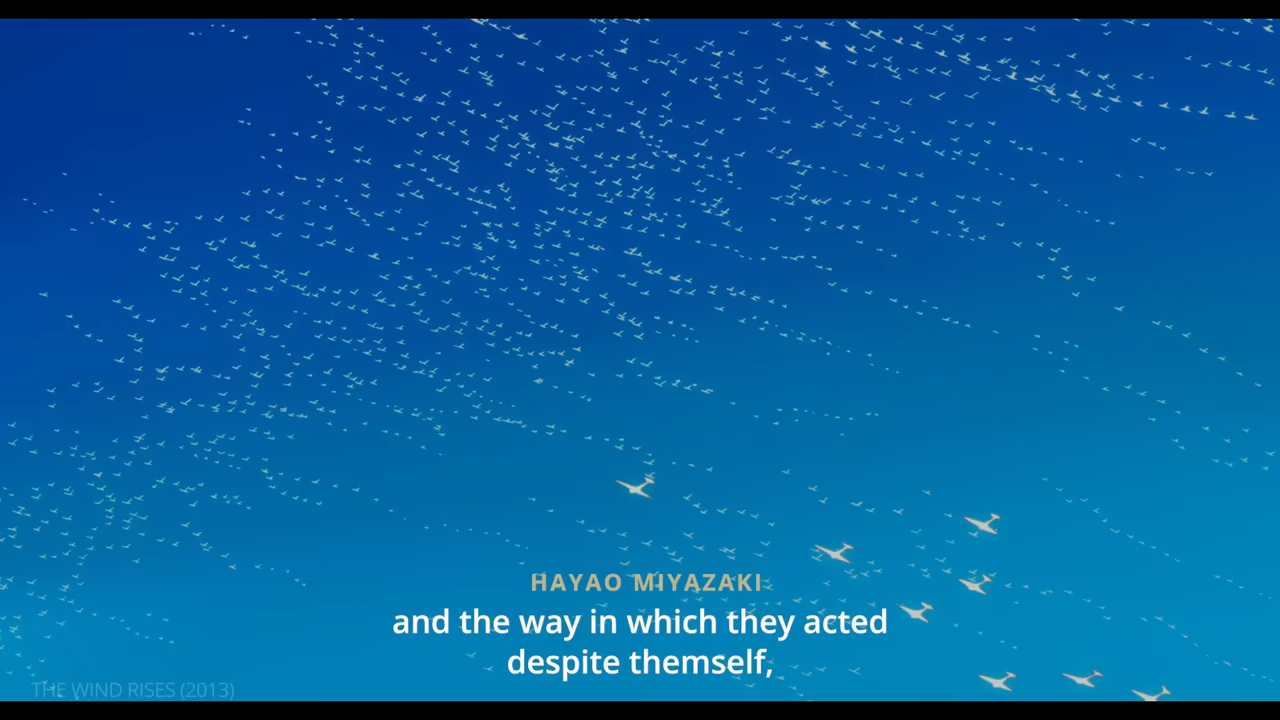 HAYAO MIYAZAKI
and the way in which they acted
despite themself,
THE WIND RISES (2013)